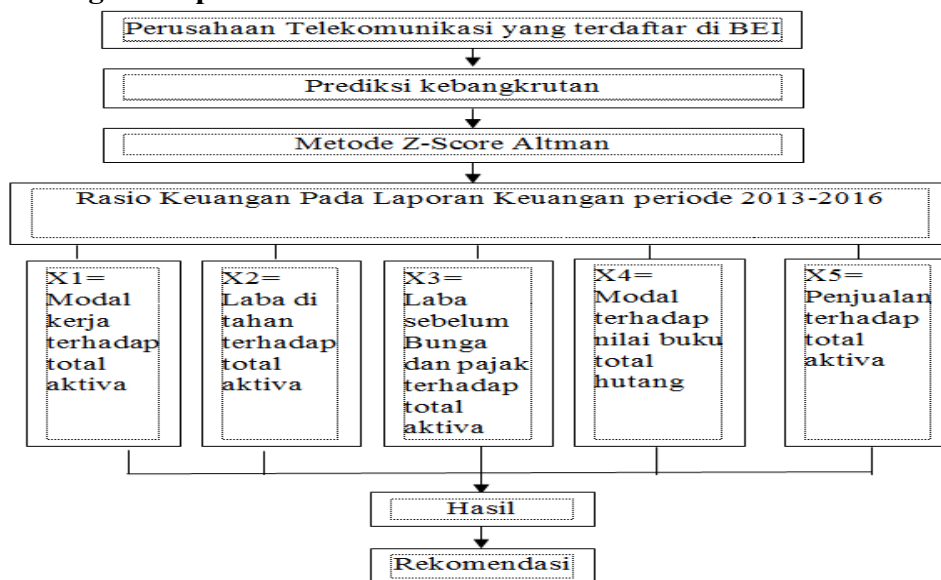 Perusahaan Telekomunikasi yang terdaftar di BEI
Prediksi kebangkrutan
Metode Z-Score Altman
Rasio Keuangan Pada Laporan Keuangan periode 2013-2016
X1=
Modal
kerja
terhadap
total
aktiva
X2=
Laba di
tahan
terhadap
total
aktiva
X3=
Laba
sebelum
Bunga
dan pajak
terhadap
total
aktiva
X4=
Modal
terhadap
nilai buku
total
hutang
X5=
Penjualan
terhadap
total
aktiva
Hasil
Rekomendasi